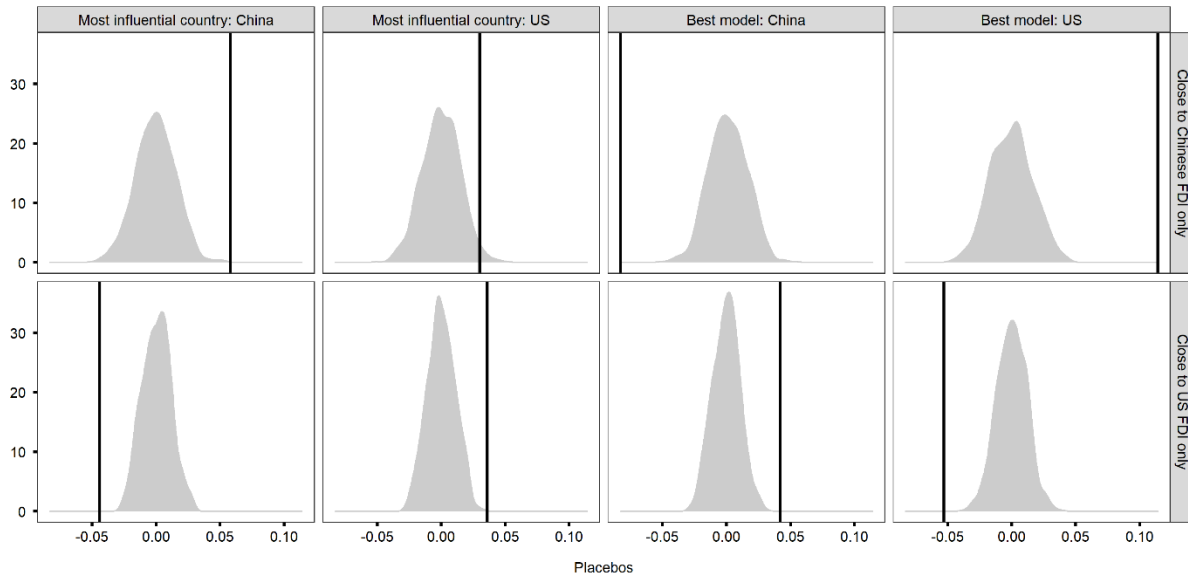 Most influential country: China
Most influential country: US
Best model: China
Best model: US
30
20
10
0
Close to Chinese FDI only
30
20
10
0
Close to US FDI only
-0.05 0.00 0.05 0.10
-0.05 0.00 0.05 0.10
-0.05 0.00 0.05 0.10
-0.05 0.00 0.05 0.10
Placebos